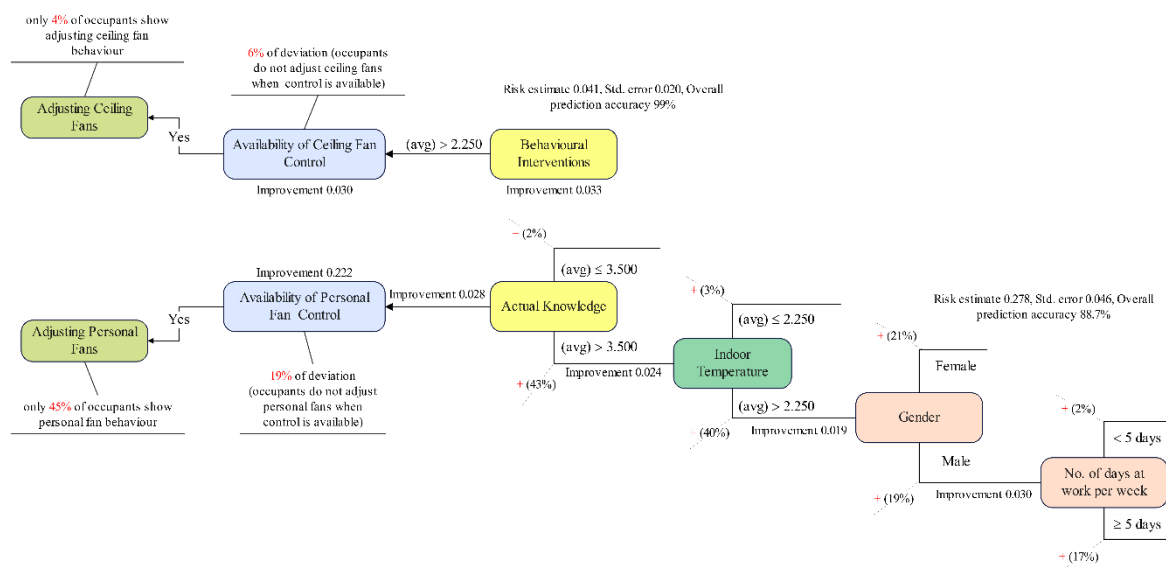 only 4% of occupants show
adjusting ceiling fan
behaviour
6% of deviation (occupants
do not adjust ceiling fans
when control is available)
Risk estimate 0.041, Std. error 0.020, Overall
prediction accuracy 99%
Adjusting Ceiling
Fans
Yes
Availability of Ceiling Fan
Control
(avg) > 2.250
Behavioural
Interventions
Improvement 0.030
Improvement 0.033
− (2%)
(avg) ≤ 3.500
Improvement 0.222
Availability of Personal
Fan Control
Improvement 0.028
Actual Knowledge
+ (3%)
(avg) ≤ 2.250
Risk estimate 0.278, Std. error 0.046, Overall
prediction accuracy 88.7%
Yes
Adjusting Personal
Fans
(avg) > 3.500
Indoor
Temperature
+ (21%)
Female
19% of deviation
(occupants do not adjust
personal fans when
control is available)
+ (43%)
Improvement 0.024
only 45% of occupants show
personal fan behaviour
(avg) > 2.250
+ (40%)
Improvement 0.019
Gender
+ (2%)
< 5 days
Male
No. of days at
work per week
+ (19%)
Improvement 0.030
≥ 5 days
+ (17%)